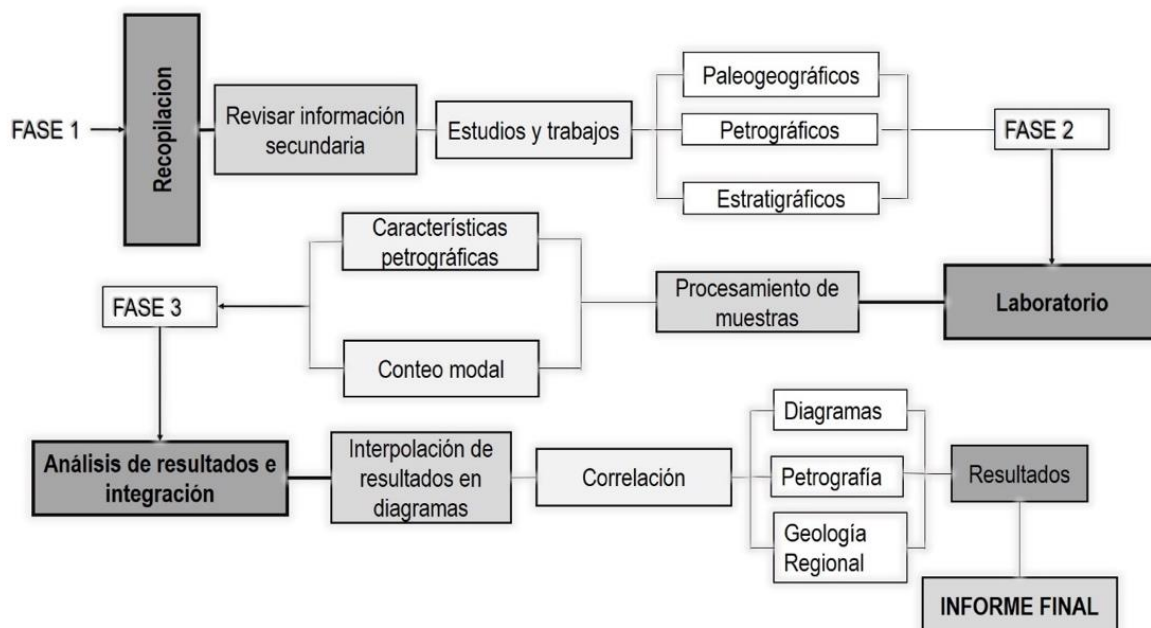 FASE 1
Recopilacion
Revisar información
secundaria
Estudios y trabajos
Paleogeográficos
Petrográficos
Estratigráficos
FASE 2
Laboratorio
Procesamiento de
muestras
Características
petrográficas
Conteo modal
FASE 3
Análisis de resultados e
integración
Interpolación de
resultados en
diagramas
Correlación
Diagramas
Petrografía
Geología
Regional
Resultados
INFORME FINAL